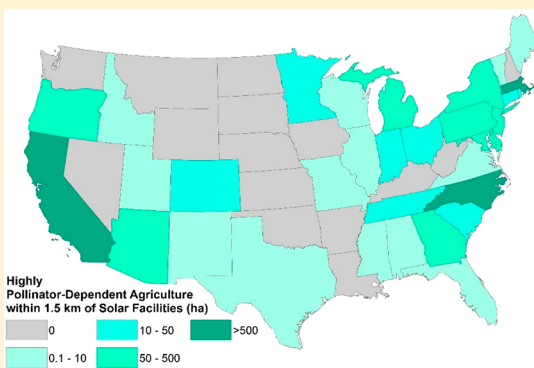 Highly
Pollinator-Dependent Agriculture
within 1.5 km of Solar Facilities (ha)
0
10 - 50
>500
0.1 - 10
50 - 500